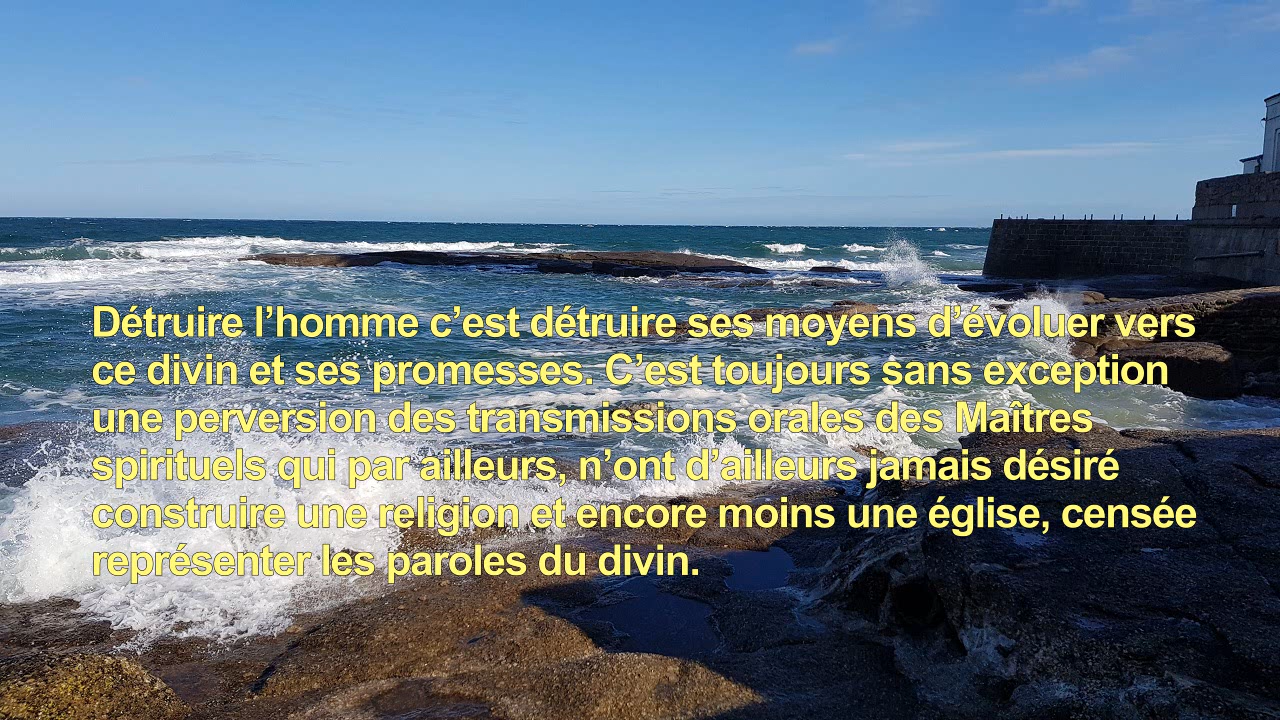 Détruire l’homme c’est détruire ses moyens d’évoluer vers
ce divin et ses promesses. C’est toujours sans exception
une perversion des transmissions orales des Maîtres
spirituels qui par ailleurs, n’ont d’ailleurs jamais désiré
construire une religion et encore moins une église, censée
représenter les paroles du divin.